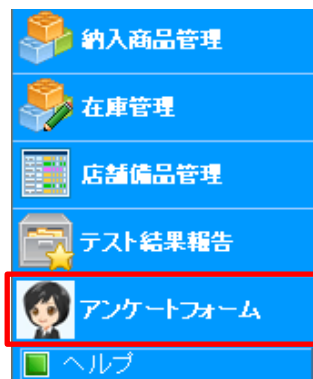 納入商品管理
在庫管理
店舗備品管理
テスト結果報告
アンケートフォーム
ヘルプ